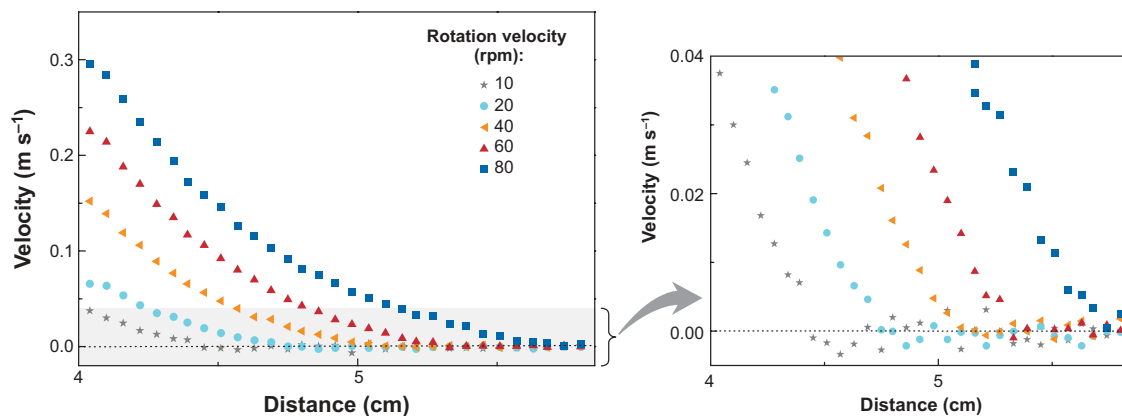 Rotation velocity
(rpm):
10
20
40
60
80
0.3
0.2
0.1
0.0
Velocity (m s⁻¹)
4
5
Distance (cm)
0.04
0.02
0.00
Velocity (m s⁻¹)
4
5
Distance (cm)